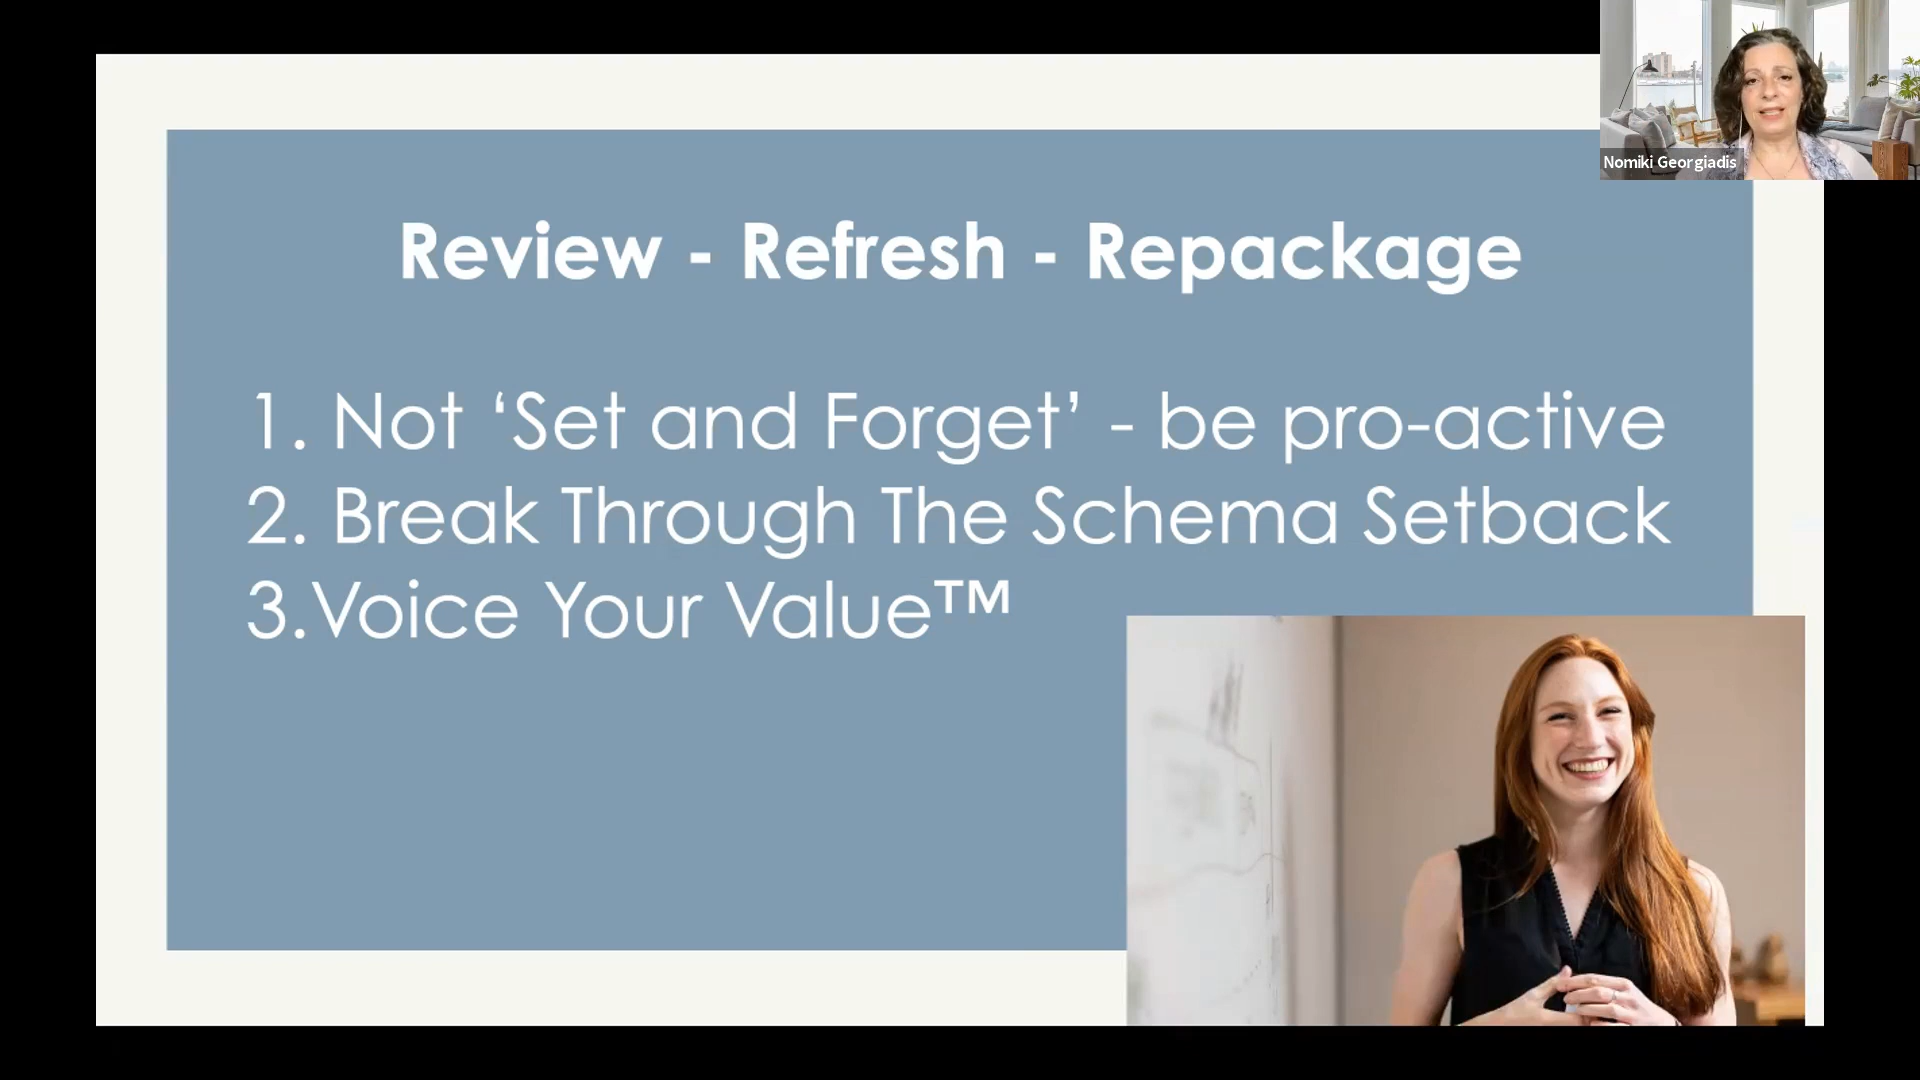 Nomiki Georgiadis
Review - Refresh - Repackage
1. Not ‘Set and Forget’ - be pro-active
2. Break Through The Schema Setback
3.Voice Your Value™